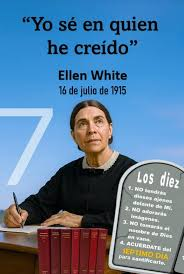 “Yo sé en quien
he creído”
Ellen White
16 de julio de 1915
7
Los diez
1. NO tendrás
dioses ajenos
delante de Mí.
2. NO adorarás
imágenes.
3. NO tomarás el
nombre de Dios
en vano.
4. ACUÉRDATE del
SÉPTIMO DÍA
para santificarlo.